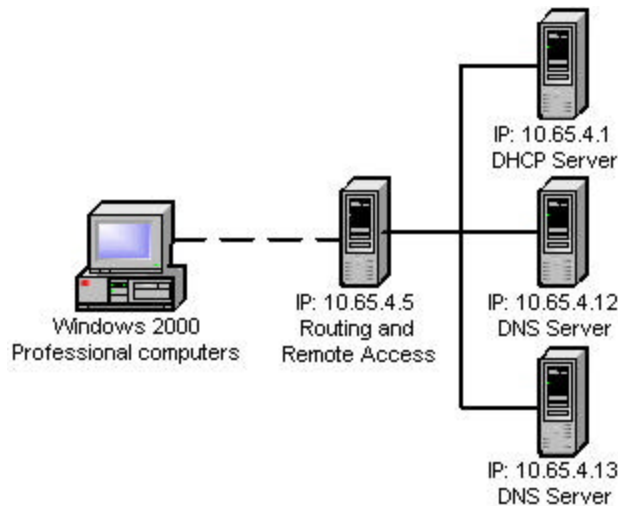 IP: 10.65.4.1
DHCP Server
Windows 2000
Professional computers
IP: 10.65.4.5
Routing and
Remote Access
IP: 10.65.4.12
DNS Server
IP: 10.65.4.13
DNS Server